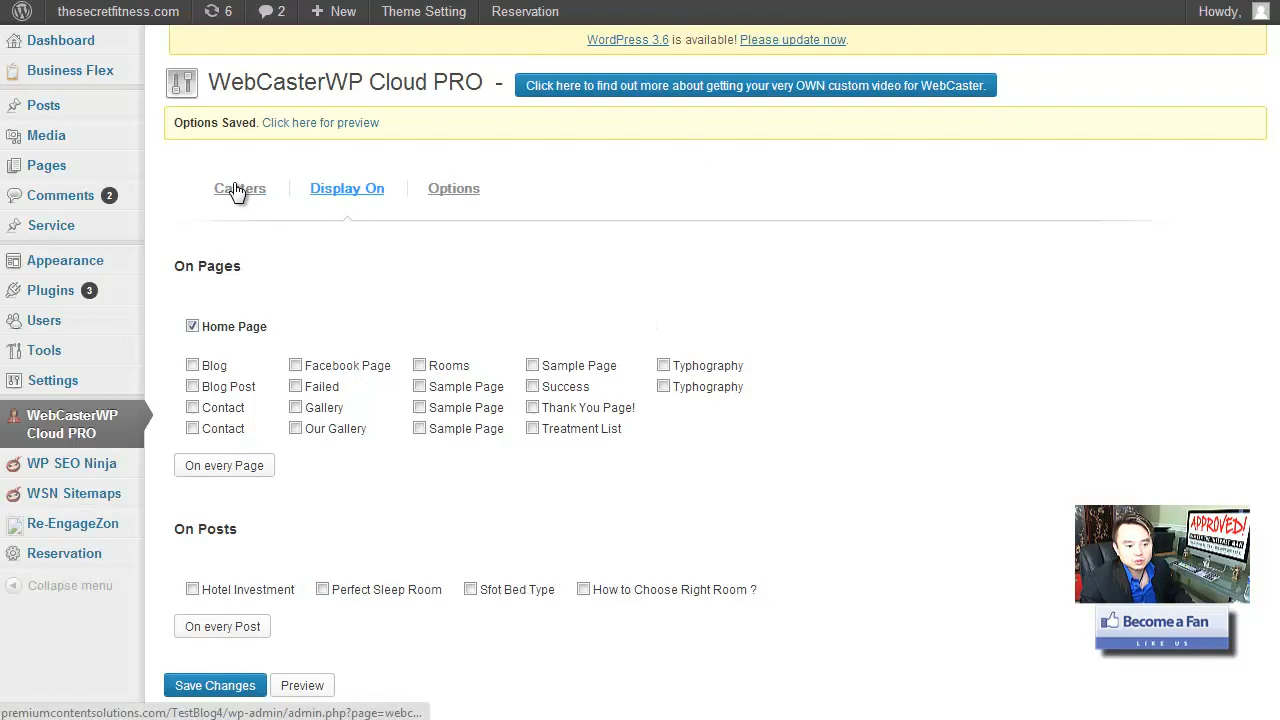 thesecretfitness.com 6 2 + New Theme Setting Reservation Howdy,
WordPress 3.6 is available! Please update now.
Dashboard
Business Flex
Posts
Media
Pages
Comments 2
Service
Appearance
Plugins 3
Users
Tools
Settings
WebCasterWP
Cloud PRO
WP SEO Ninja
WSN Sitemaps
Re-EngageZon
Reservation
Collapse menu
WebCasterWP Cloud PRO - Click here to find out more about getting your very OWN custom video for WebCaster.
Options Saved. Click here for preview
Display On Options
On Pages
Home Page
Blog Facebook Page Rooms Sample Page Typhography
Blog Post Failed Sample Page Success Typhography
Contact Gallery Sample Page Thank You Page!
Contact Our Gallery Sample Page Treatment List
On every Page
On Posts
Hotel Investment Perfect Sleep Room Sfot Bed Type How to Choose Right Room ?
On every Post
Save Changes Preview
APPROVED!
Become a Fan
LIKE US
premiumcontentsolutions.com/TestBlog4/wp-admin/admin.php?page=webc...